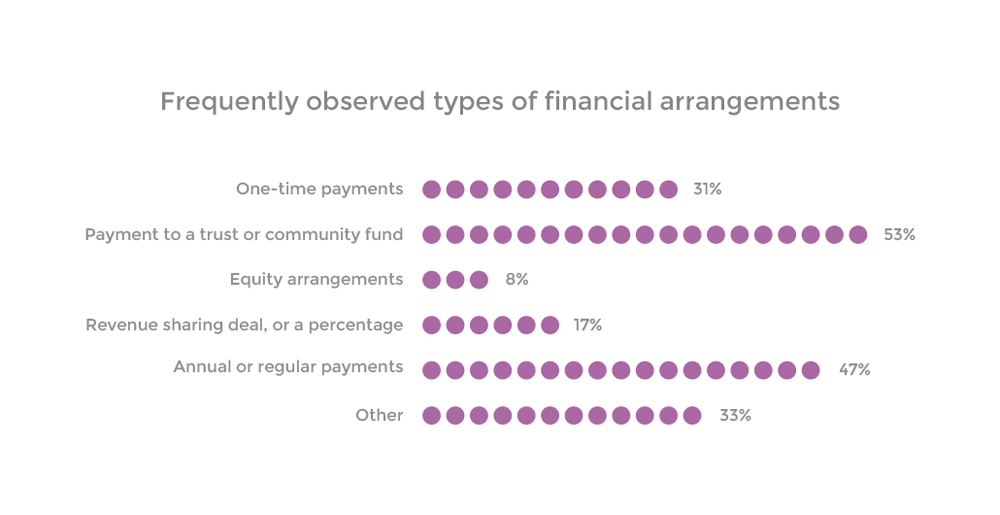 Frequently observed types of financial arrangements
One-time payments 31%
Payment to a trust or community fund 53%
Equity arrangements 8%
Revenue sharing deal, or a percentage 17%
Annual or regular payments 47%
Other 33%